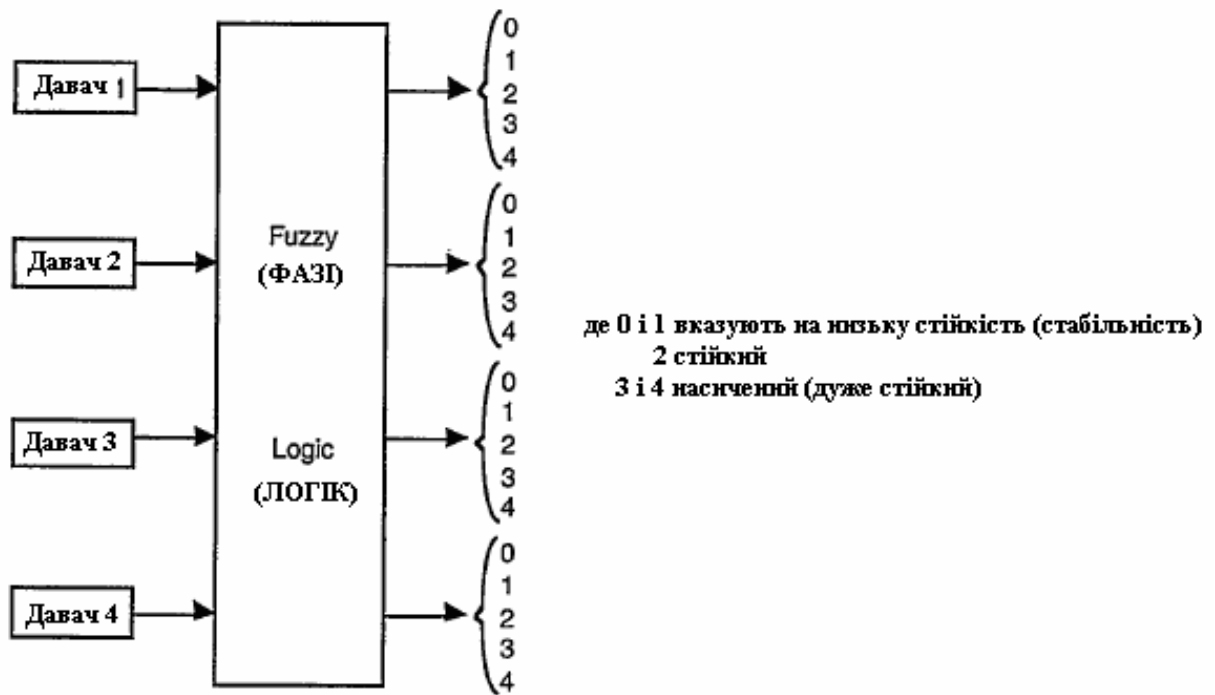 Давач 1
0
1
2
3
4
Давач 2
0
1
2
3
4
Fuzzy
(ФАЗІ)
де 0 і 1 вказують на низьку стійкість (стабільність)
2 стійкий
3 і 4 насичений (дуже стійкий)
Давач 3
0
1
2
3
4
Logic
(ЛОГІК)
Давач 4
0
1
2
3
4